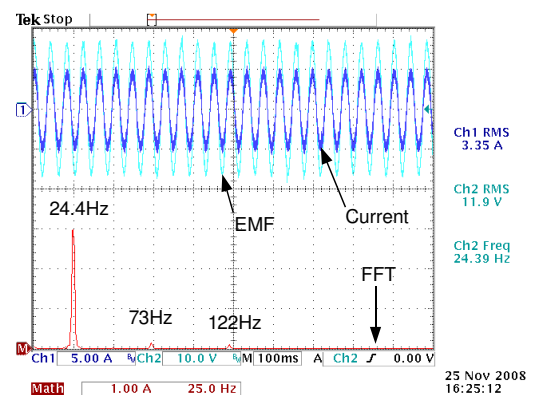 Tek Stop
1
Ch1 RMS
3.35 A
Ch2 RMS
11.9 V
Ch2 Freq
24.39 Hz
24.4Hz
EMF
Current
FFT
73Hz
122Hz
M
Ch1 5.00 A Ch2 10.0 V M 100ms A Ch2 0.00 V
Math 1.00 A 25.0 Hz
25 Nov 2008
16:25:12